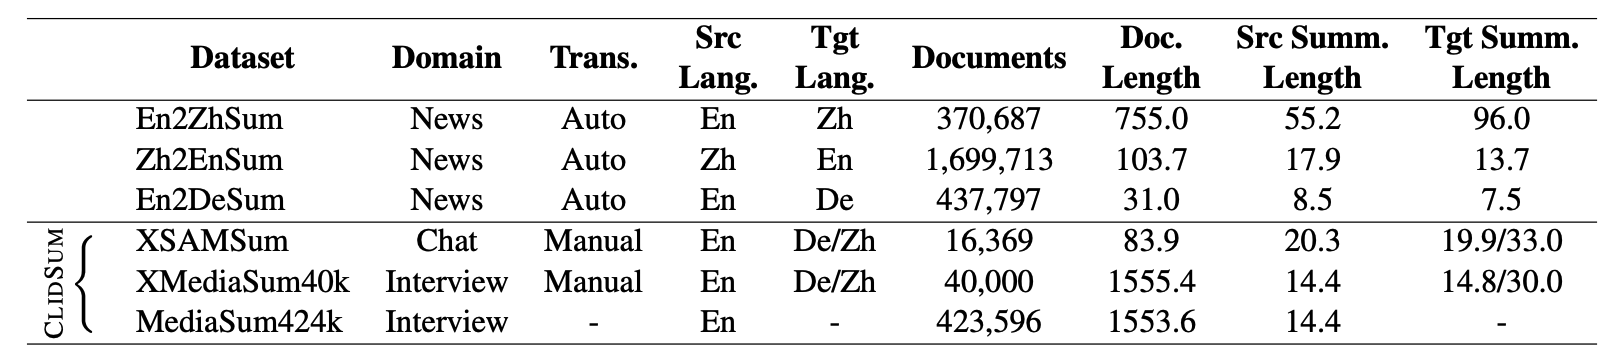 Dataset Domain Trans. Src Lang. Tgt Lang. Documents Doc. Length Src Summ. Length Tgt Summ. Length
En2ZhSum News Auto En Zh 370,687 755.0 55.2 96.0
Zh2EnSum News Auto Zh En 1,699,713 103.7 17.9 13.7
En2DeSum News Auto En De 437,797 31.0 8.5 7.5
CLIDSUM
XSAMSum Chat Manual En De/Zh 16,369 83.9 20.3 19.9/33.0
XMediaSum40k Interview Manual En De/Zh 40,000 1555.4 14.4 14.8/30.0
MediaSum424k Interview - En - 423,596 1553.6 14.4 -